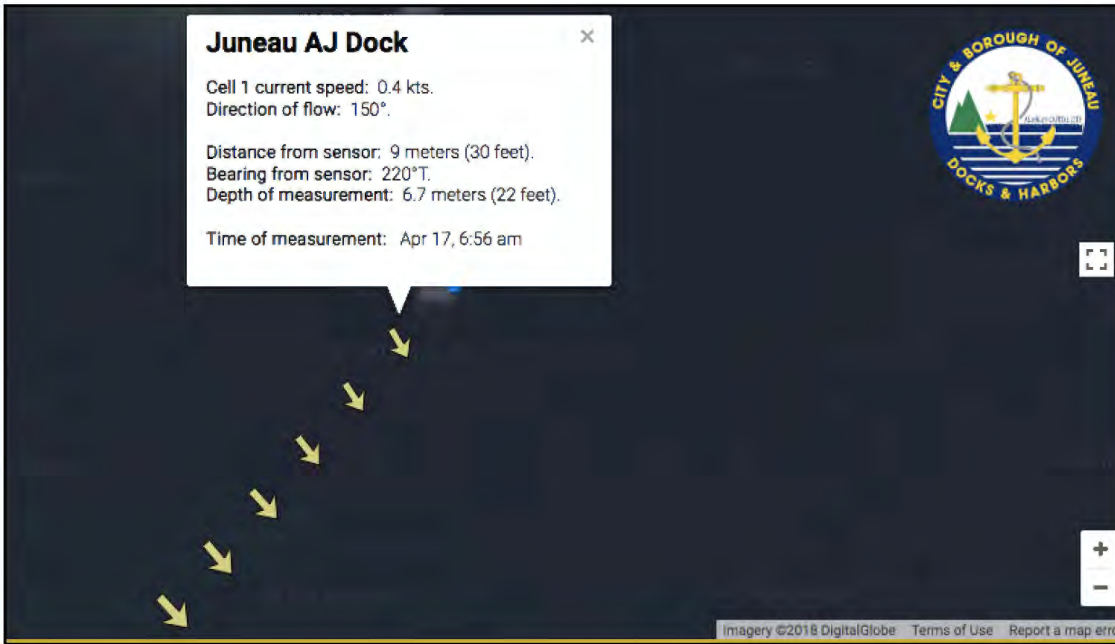 Juneau AJ Dock
Cell 1 current speed: 0.4 kts.
Direction of flow: 150°.
Distance from sensor: 9 meters (30 feet).
Bearing from sensor: 220°T.
Depth of measurement: 6.7 meters (22 feet).
Time of measurement: Apr 17, 6:56 am
CITY & BOROUGH OF JUNEAU
DOCKS & HARBORS
Imagery ©2018 DigitalGlobe Terms of Use Report a map err